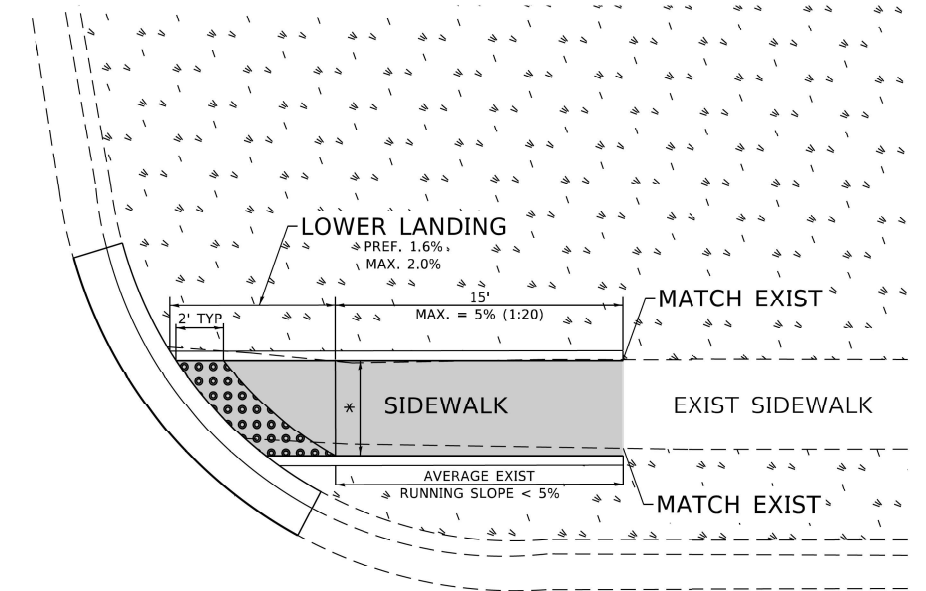 LOWER LANDING
PREF. 1.6%
MAX. 2.0%
15'
MAX. = 5% (1:20)
MATCH EXIST
2' TYP
* SIDEWALK
EXIST SIDEWALK
AVERAGE EXIST
RUNNING SLOPE < 5%
MATCH EXIST